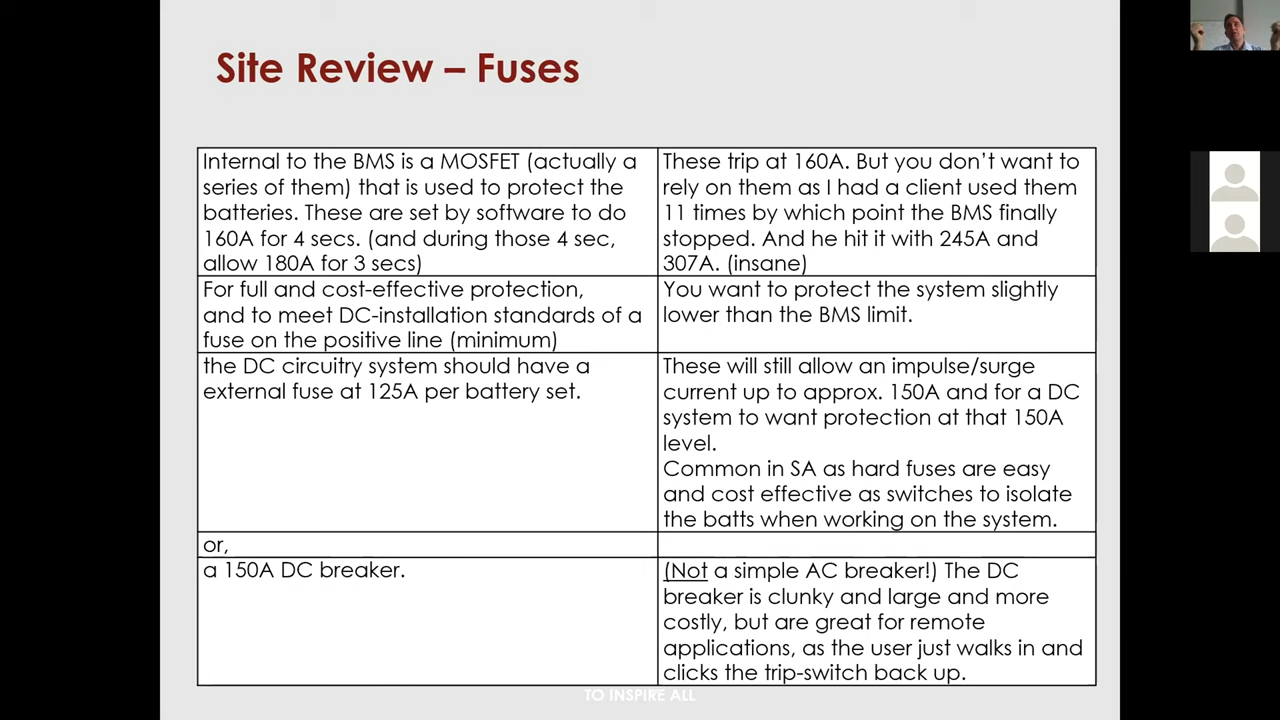 Site Review – Fuses
Internal to the BMS is a MOSFET (actually a
series of them) that is used to protect the
batteries. These are set by software to do
160A for 4 secs. (and during those 4 sec,
allow 180A for 3 secs)
These trip at 160A. But you don’t want to
rely on them as I had a client used them
11 times by which point the BMS finally
stopped. And he hit it with 245A and
307A. (insane)
For full and cost-effective protection,
and to meet DC-installation standards of a
fuse on the positive line (minimum)
You want to protect the system slightly
lower than the BMS limit.
the DC circuitry system should have a
external fuse at 125A per battery set.
These will still allow an impulse/surge
current up to approx. 150A and for a DC
system to want protection at that 150A
level.
Common in SA as hard fuses are easy
and cost effective as switches to isolate
the batts when working on the system.
or,
a 150A DC breaker.
(Not a simple AC breaker!) The DC
breaker is clunky and large and more
costly, but are great for remote
applications, as the user just walks in and
clicks the trip-switch back up.
TO INSPIRE ALL